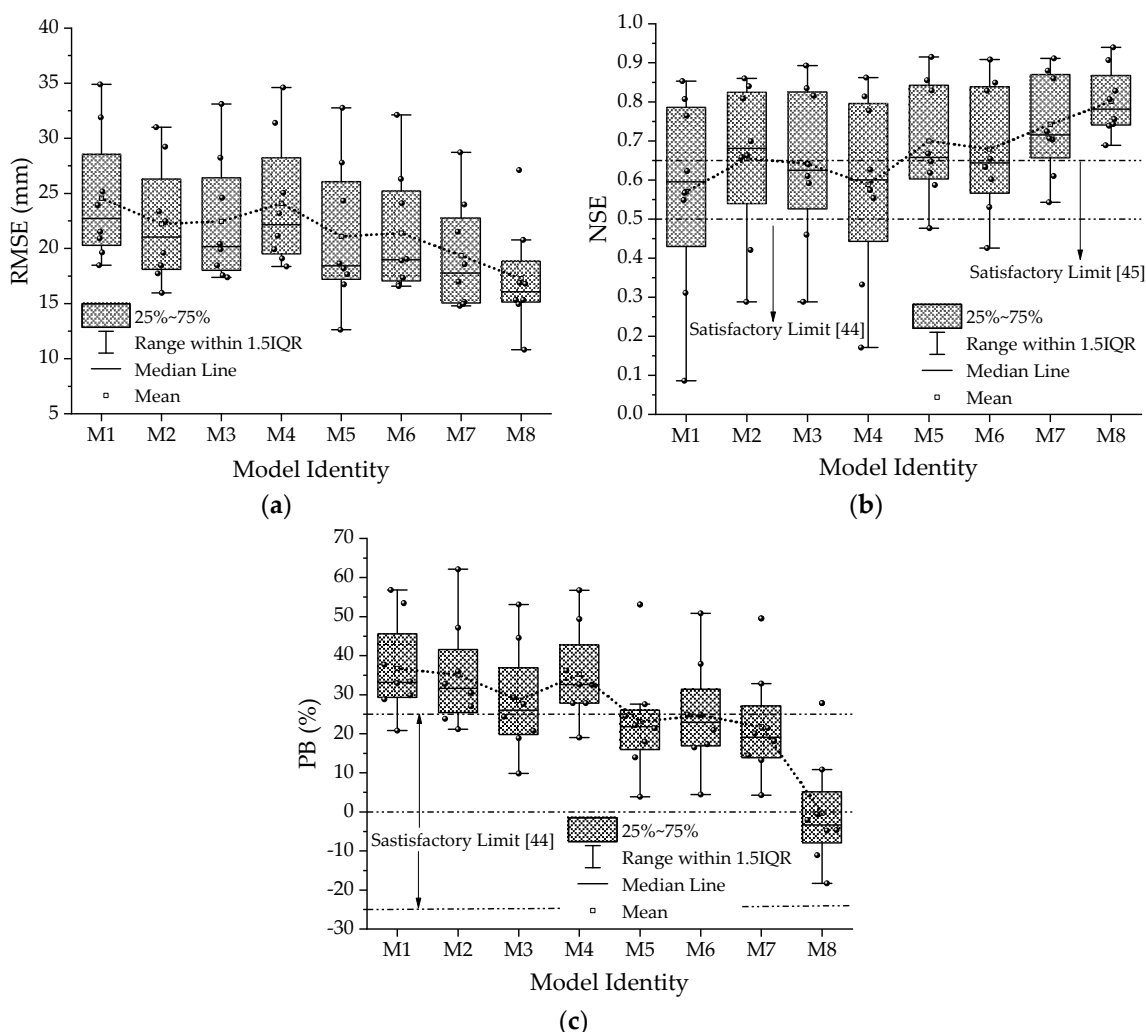 (a)
RMSE (mm)
40
35
30
25
20
15
10
5
25%~75%
Range within 1.5IQR
Median Line
Mean
M1 M2 M3 M4 M5 M6 M7 M8
Model Identity
(a)
(b)
NSE
1.0
0.9
0.8
0.7
0.6
0.5
0.4
0.3
0.2
0.1
0.0
Satisfactory Limit [45]
Satisfactory Limit [44]
25%~75%
Range within 1.5IQR
Median Line
Mean
M1 M2 M3 M4 M5 M6 M7 M8
Model Identity
(b)
PB (%)
70
60
50
40
30
20
10
0
-10
-20
-30
Sastisfactory Limit [44]
25%~75%
Range within 1.5IQR
Median Line
Mean
M1 M2 M3 M4 M5 M6 M7 M8
Model Identity
(c)